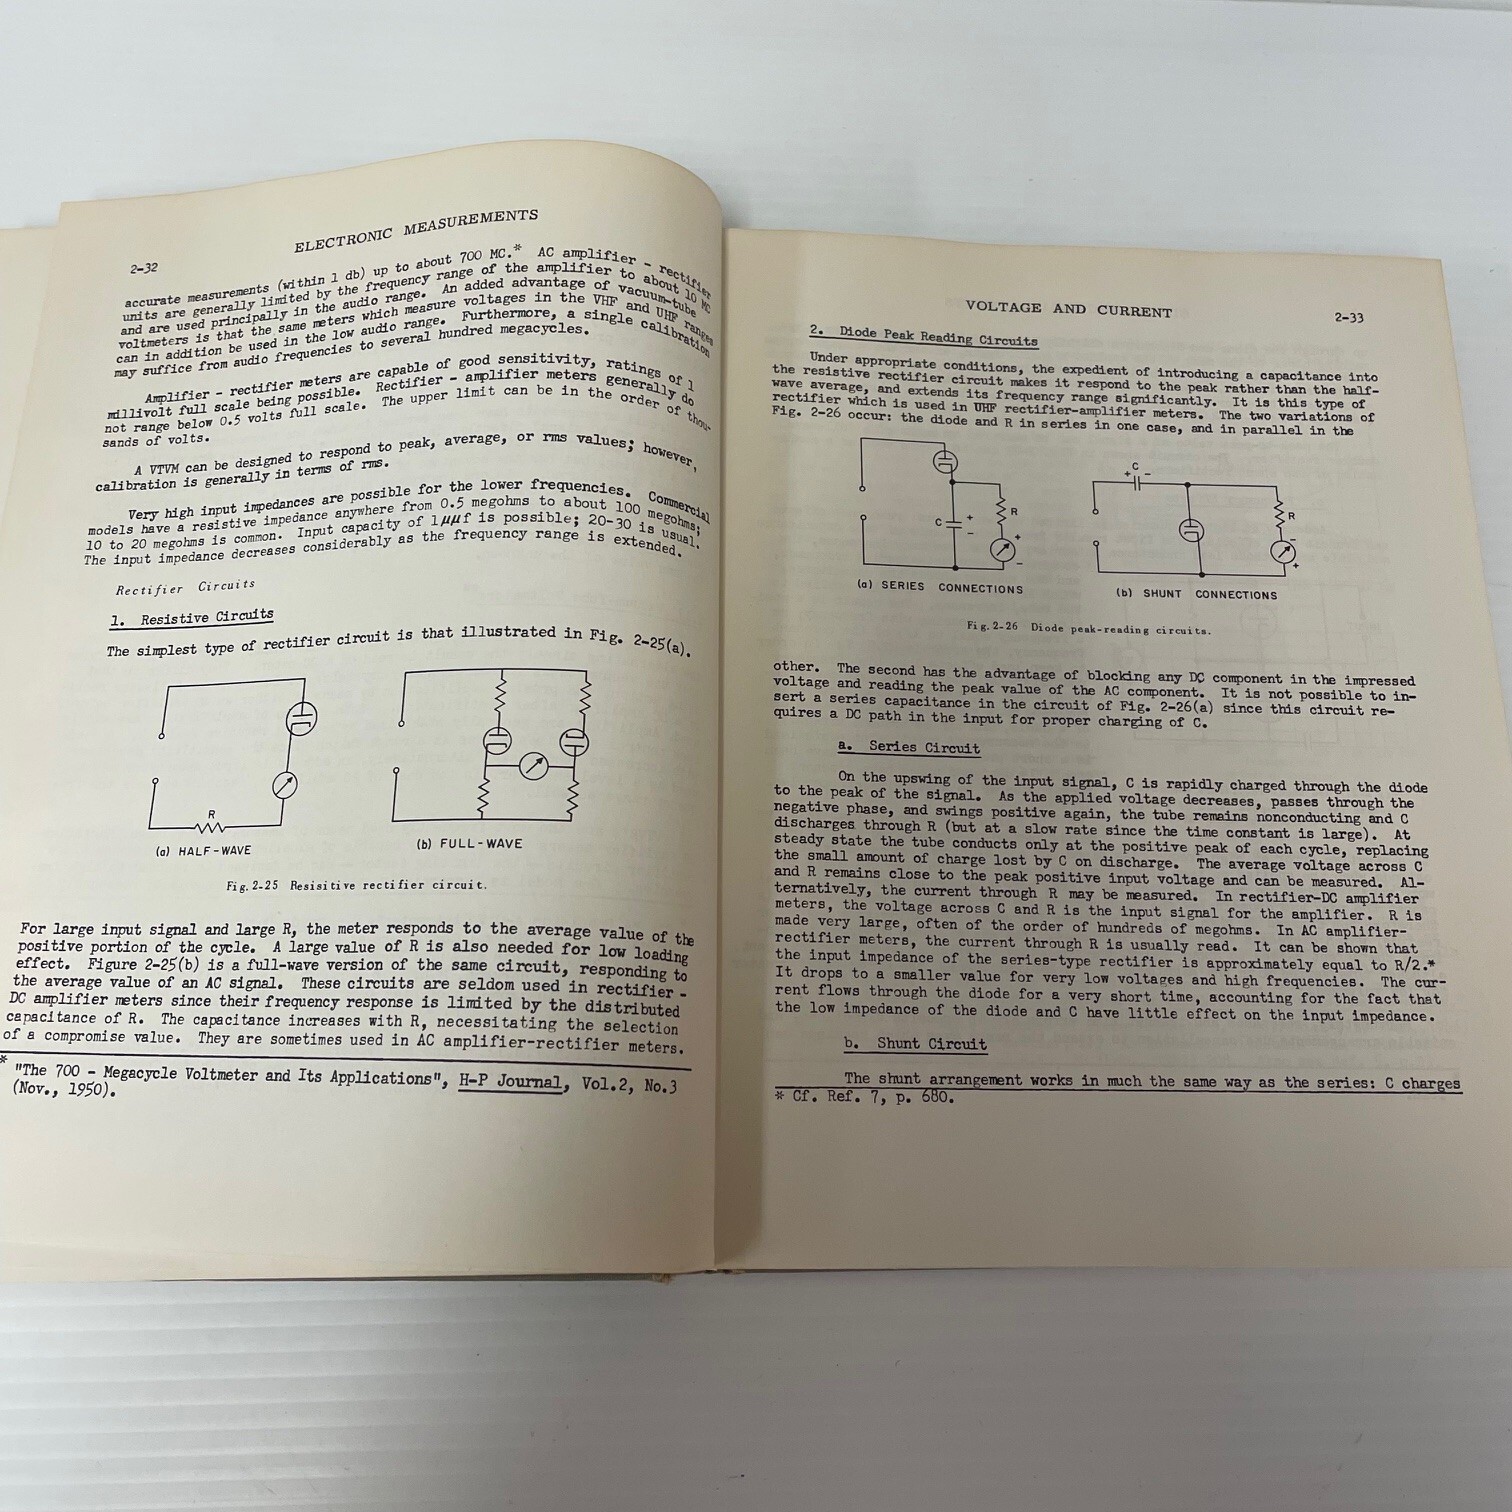 ELECTRONIC MEASUREMENTS
2-32
accurate measurements (within 1 db) up to about 700 MC.* AC amplifier - rectifier
units are generally limited by the frequency range of the amplifier to about 10 MC
and are used principally in the audio range. An added advantage of vacuum-tube
voltmeters is that the same meters which measure voltages in the VHF and UHF ranges
can in addition be used in the low audio range. Furthermore, a single calibration
may suffice from audio frequencies to several hundred megacycles.
Amplifier - rectifier meters are capable of good sensitivity, ratings of 1
millivolt full scale being possible. Rectifier - amplifier meters generally do
not range below 0.5 volts full scale. The upper limit can be in the order of thou-
sands of volts.
A VTVM can be designed to respond to peak, average, or rms values; however,
calibration is generally in terms of rms.
Very high input impedances are possible for the lower frequencies. Commercial
models have a resistive impedance anywhere from 0.5 megohms to about 100 megohms;
10 to 20 megohms is common. Input capacity of 1μμf is possible; 20-30 is usual.
The input impedance decreases considerably as the frequency range is extended.
Rectifier Circuits
1. Resistive Circuits
The simplest type of rectifier circuit is that illustrated in Fig. 2-25(a).
R
(a) HALF-WAVE
(b) FULL-WAVE
Fig. 2-25 Resisitive rectifier circuit.
For large input signal and large R, the meter responds to the average value of the
positive portion of the cycle. A large value of R is also needed for low loading
effect. Figure 2-25(b) is a full-wave version of the same circuit, responding to
the average value of an AC signal. These circuits are seldom used in rectifier -
DC amplifier meters since their frequency response is limited by the distributed
capacitance of R. The capacitance increases with R, necessitating the selection
of a compromise value. They are sometimes used in AC amplifier-rectifier meters.
* "The 700 - Megacycle Voltmeter and Its Applications", H-P Journal, Vol.2, No.3
(Nov., 1950).
VOLTAGE AND CURRENT
2-33
2. Diode Peak Reading Circuits
Under appropriate conditions, the expedient of introducing a capacitance into
the resistive rectifier circuit makes it respond to the peak rather than the half-
wave average, and extends its frequency range significantly. It is this type of
rectifier which is used in UHF rectifier-amplifier meters. The two variations of
Fig. 2-26 occur: the diode and R in series in one case, and in parallel in the
C + - R + -
(a) SERIES CONNECTIONS
+ C - R - +
(b) SHUNT CONNECTIONS
Fig. 2-26 Diode peak-reading circuits.
other. The second has the advantage of blocking any DC component in the impressed
voltage and reading the peak value of the AC component. It is not possible to in-
sert a series capacitance in the circuit of Fig. 2-26(a) since this circuit re-
quires a DC path in the input for proper charging of C.
a. Series Circuit
On the upswing of the input signal, C is rapidly charged through the diode
to the peak of the signal. As the applied voltage decreases, passes through the
negative phase, and swings positive again, the tube remains nonconducting and C
discharges through R (but at a slow rate since the time constant is large). At
steady state the tube conducts only at the positive peak of each cycle, replacing
the small amount of charge lost by C on discharge. The average voltage across C
and R remains close to the peak positive input voltage and can be measured. Al-
ternatively, the current through R may be measured. In rectifier-DC amplifier
meters, the voltage across C and R is the input signal for the amplifier. R is
made very large, often of the order of hundreds of megohms. In AC amplifier-
rectifier meters, the current through R is usually read. It can be shown that
the input impedance of the series-type rectifier is approximately equal to R/2.*
It drops to a smaller value for very low voltages and high frequencies. The cur-
rent flows through the diode for a very short time, accounting for the fact that
the low impedance of the diode and C have little effect on the input impedance.
b. Shunt Circuit
The shunt arrangement works in much the same way as the series: C charges
* Cf. Ref. 7, p. 680.